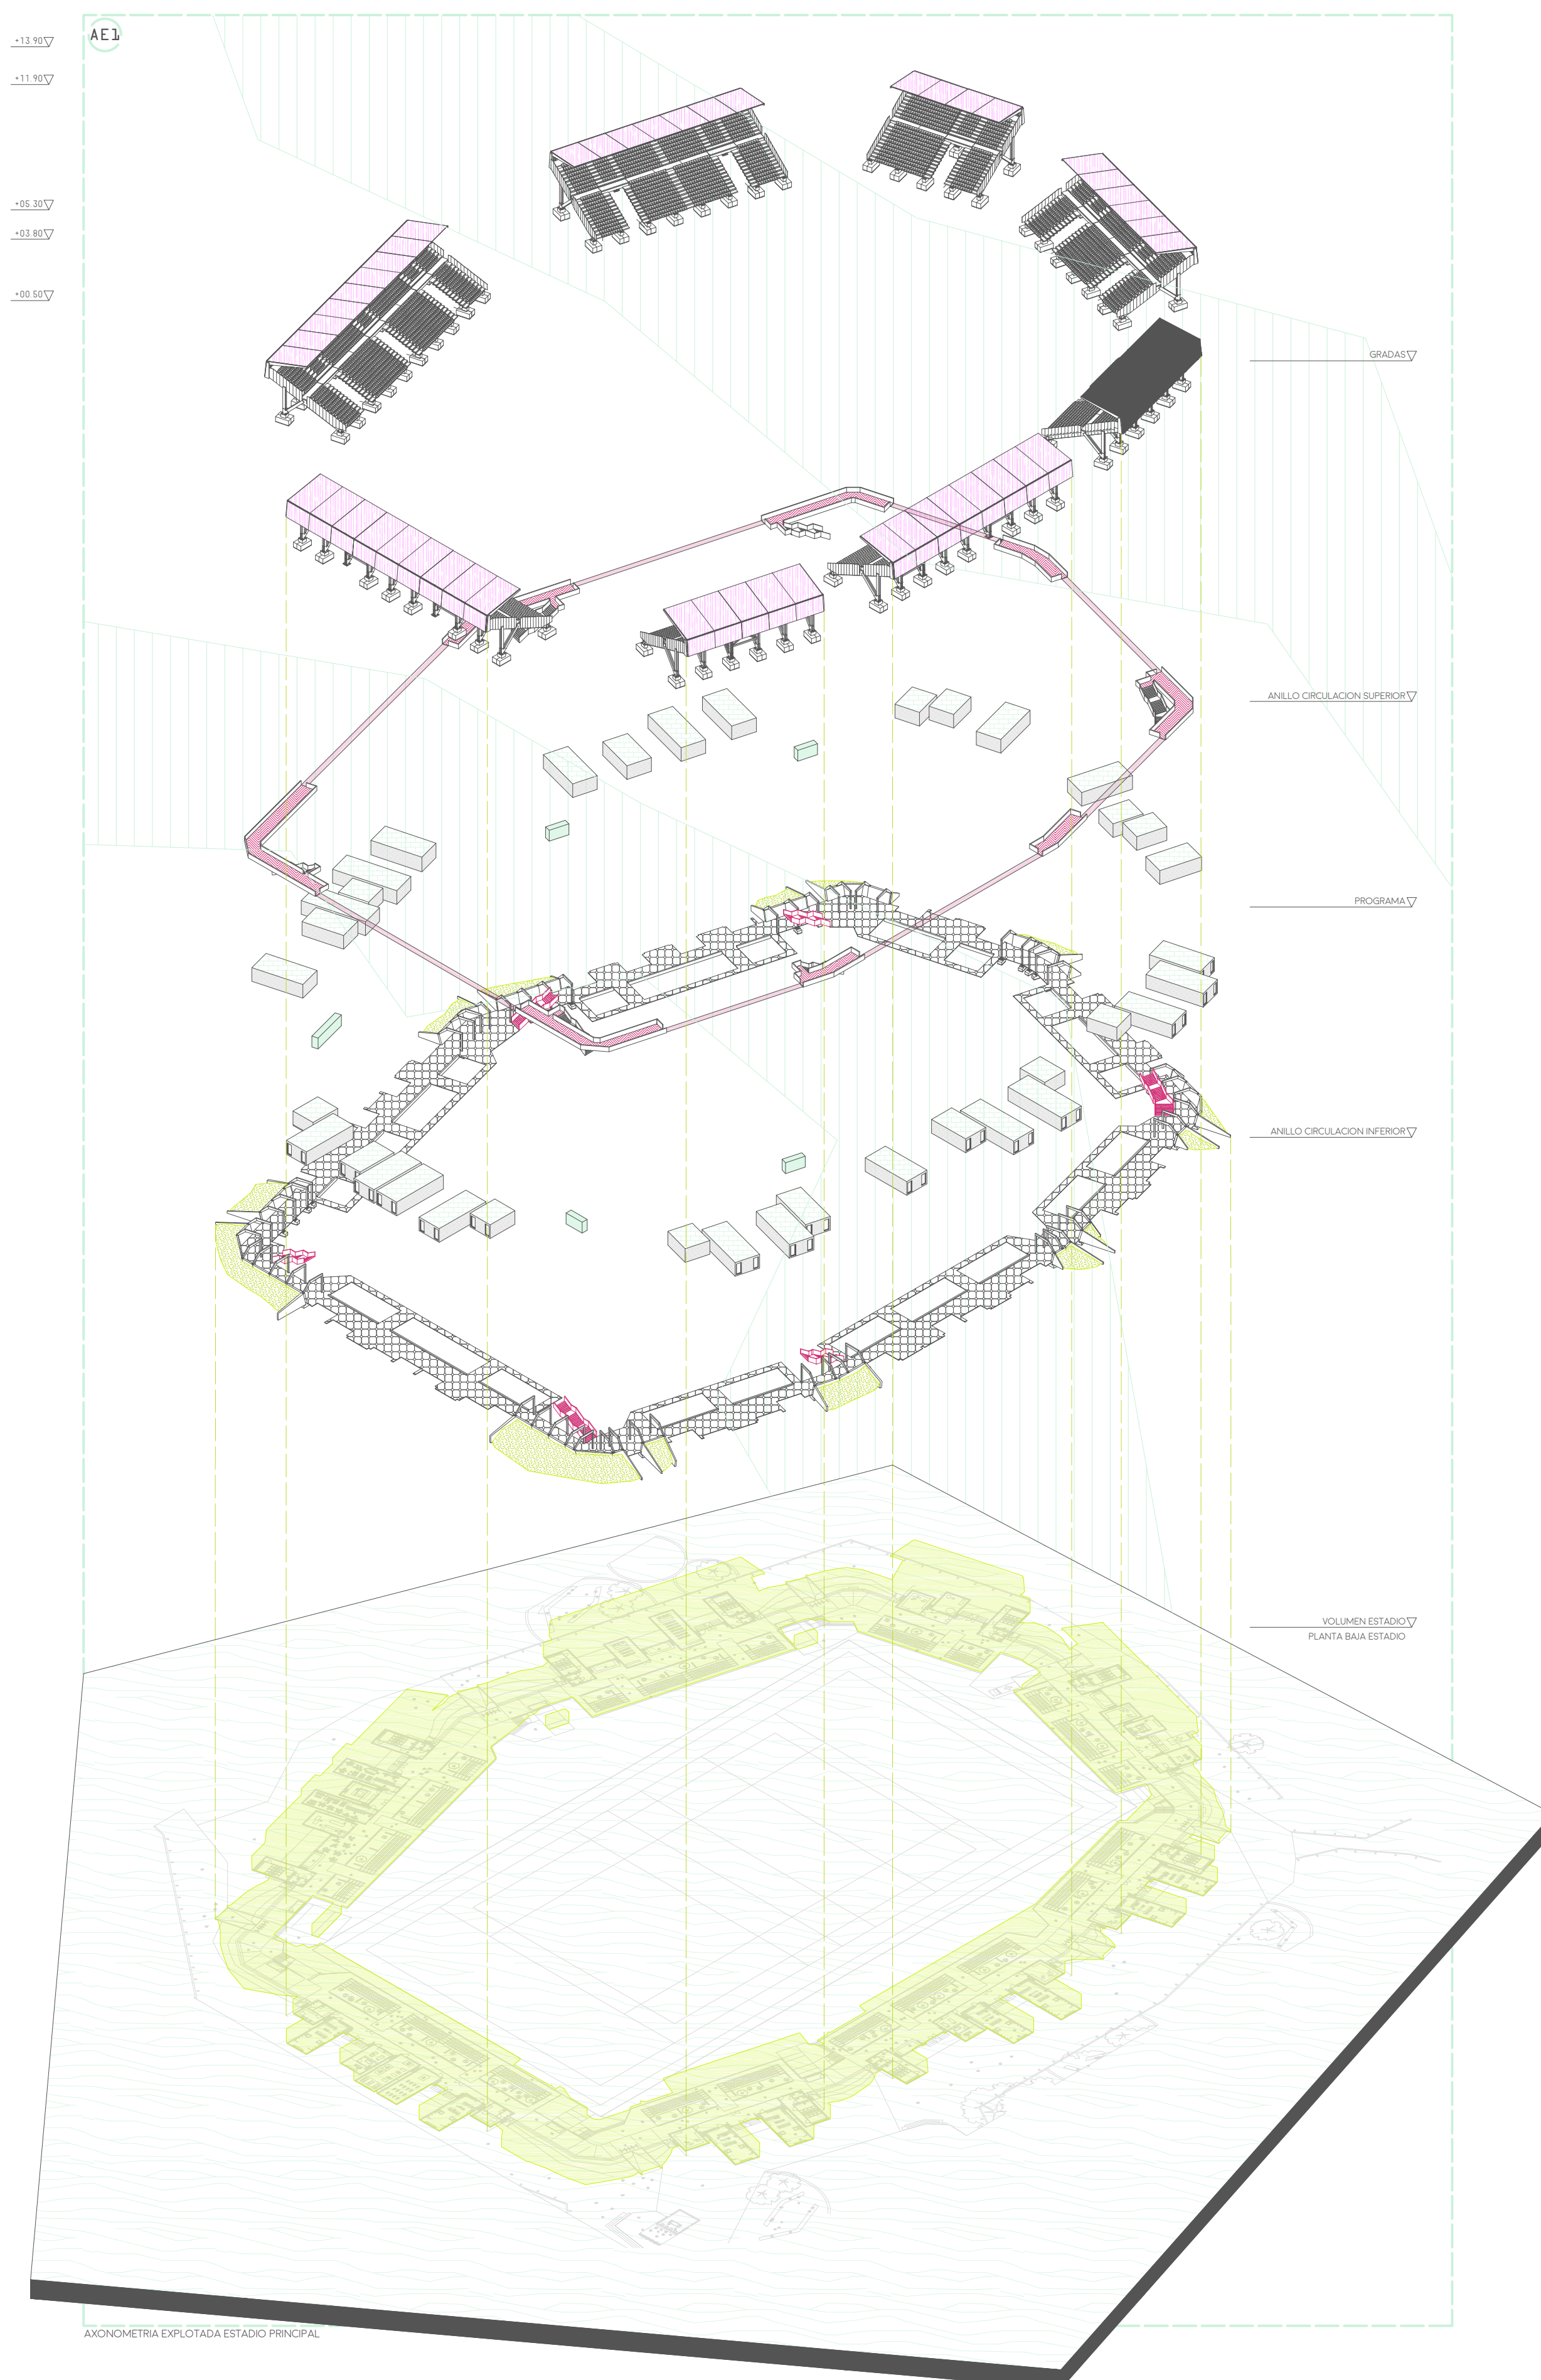 AE1
+13.90
+11.90
+05.30
+03.80
+00.50
GRADAS
ANILLO CIRCULACION SUPERIOR
PROGRAMA
ANILLO CIRCULACION INFERIOR
VOLUMEN ESTADIO
PLANTA BAJA ESTADIO
AXONOMETRIA EXPLOTADA ESTADIO PRINCIPAL